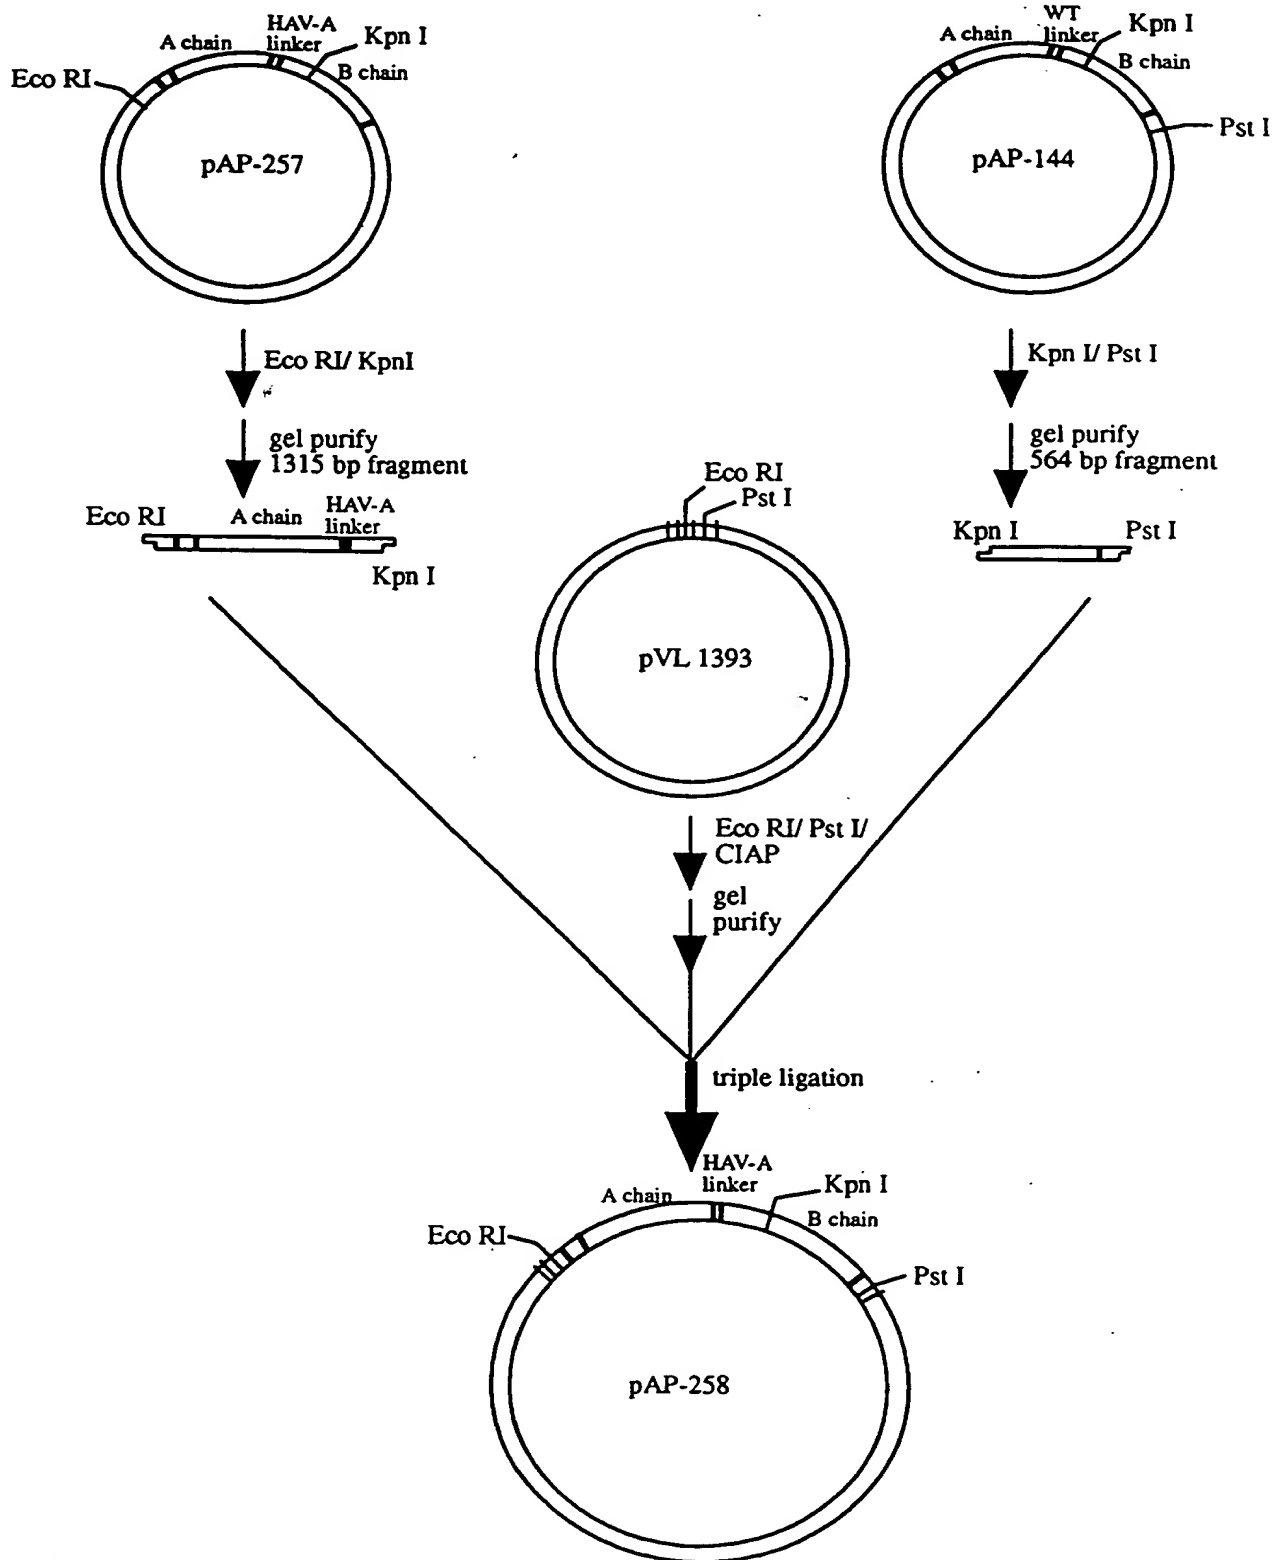 HAV-A
linker
A chain
Kpn I
Eco RI
B chain
pAP-257
WT
linker
A chain
Kpn I
B chain
Pst I
pAP-144
Eco RI/ KpnI
gel purify
1315 bp fragment
Kpn I/ Pst I
gel purify
564 bp fragment
Eco RI
A chain
HAV-A
linker
Kpn I
Eco RI
Pst I
Kpn I
Pst I
pVL 1393
Eco RI/ Pst I/
CIAP
gel
purify
triple ligation
HAV-A
linker
A chain
Kpn I
B chain
Eco RI
Pst I
pAP-258